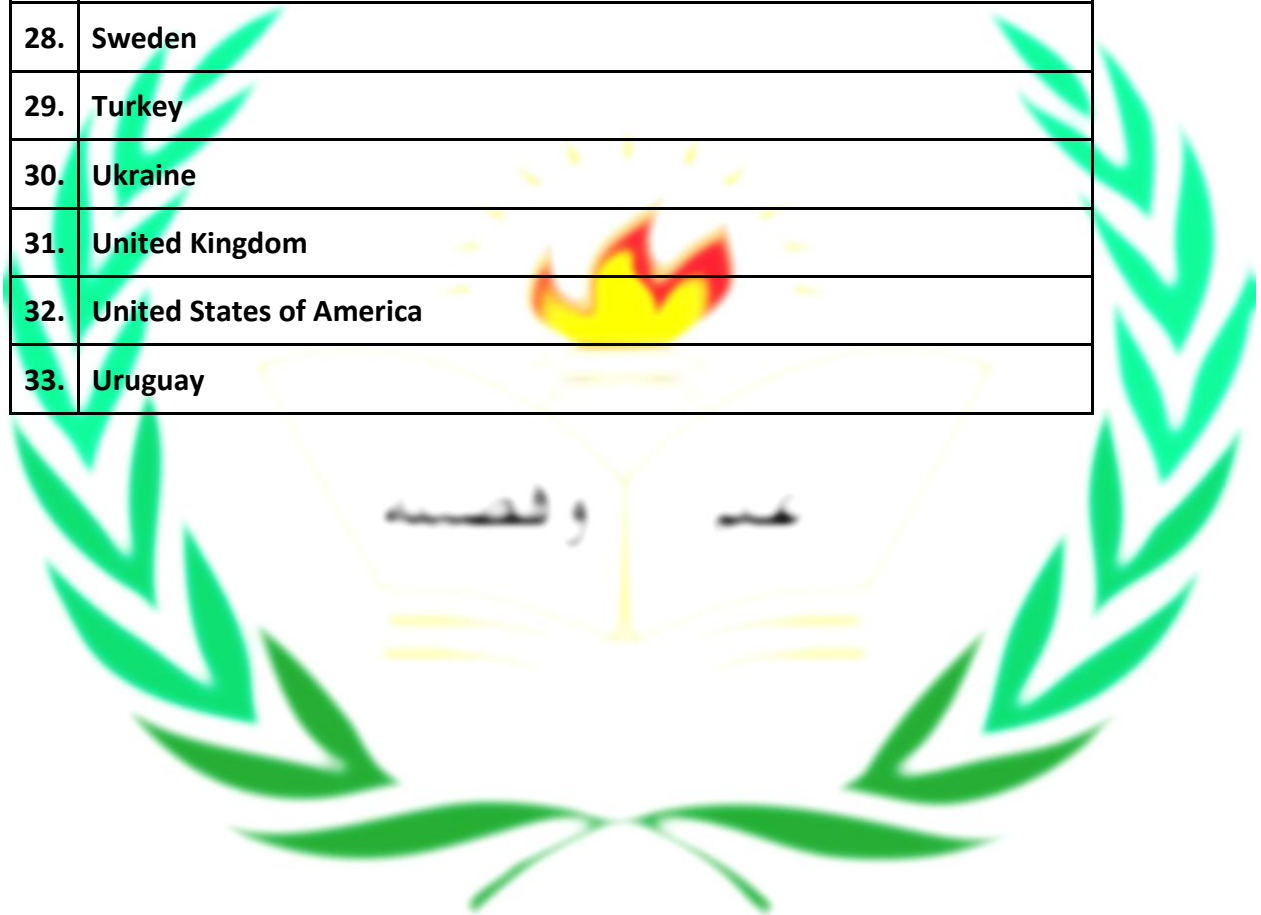 28. Sweden
29. Turkey
30. Ukraine
31. United Kingdom
32. United States of America
33. Uruguay